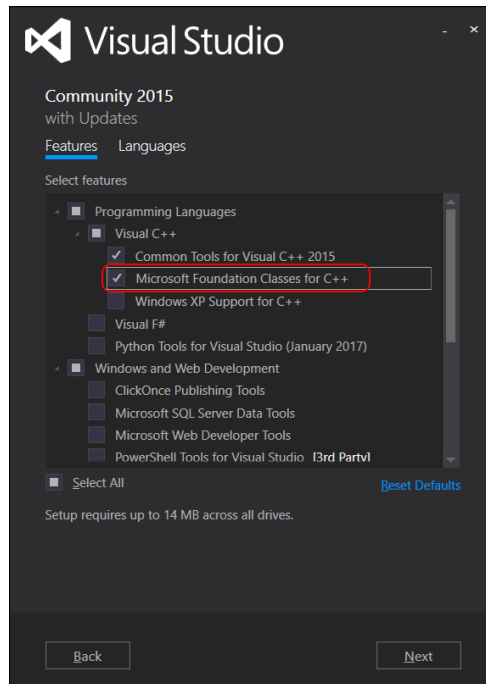 Visual Studio
Community 2015
with Updates
Features Languages
Select features
Programming Languages
Visual C++
Common Tools for Visual C++ 2015
Microsoft Foundation Classes for C++
Windows XP Support for C++
Visual F#
Python Tools for Visual Studio (January 2017)
Windows and Web Development
ClickOnce Publishing Tools
Microsoft SQL Server Data Tools
Microsoft Web Developer Tools
PowerShell Tools for Visual Studio [3rd Party]
Select All Reset Defaults
Setup requires up to 14 MB across all drives.
Back Next